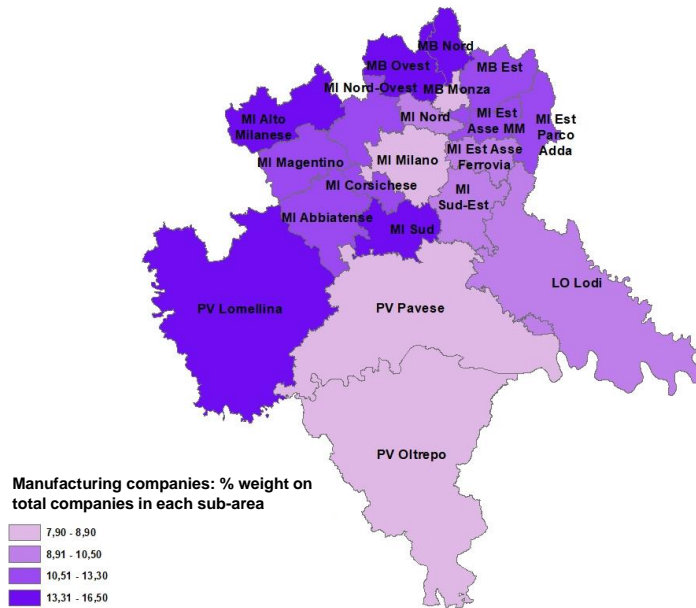 MB Nord
MB Ovest
MB Est
MI Nord-Ovest
MB Monza
MI Alto
Milanese
MI Nord
MI Est
Asse MM
MI Est
Parco
Adda
MI Magentino
MI Milano
MI Est Asse
Ferrovia
MI Corsichese
MI
Sud-Est
MI Abbiatense
MI Sud
LO Lodi
PV Lomellina
PV Pavese
PV Oltrepo
Manufacturing companies: % weight on
total companies in each sub-area
7,90 - 8,90
8,91 - 10,50
10,51 - 13,30
13,31 - 16,50